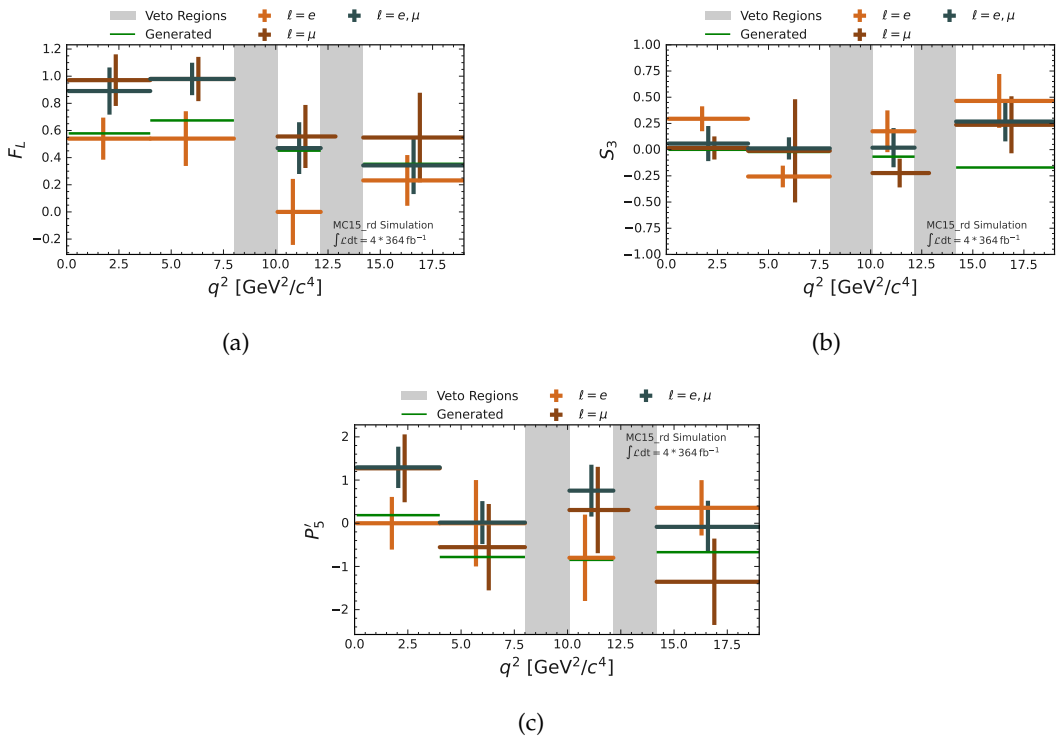 Veto Regions ℓ = e ℓ = e, μ
Generated ℓ = μ
1.2
1.0
0.8
0.6
0.4
0.2
0.0
−0.2
F_L
MC15_rd Simulation
∫ℒdt = 4 * 364 fb⁻¹
0.0 2.5 5.0 7.5 10.0 12.5 15.0 17.5
q² [GeV²/c⁴]
(a)
Veto Regions ℓ = e ℓ = e, μ
Generated ℓ = μ
1.00
0.75
0.50
0.25
0.00
−0.25
−0.50
−0.75
−1.00
S₃
MC15_rd Simulation
∫ℒdt = 4 * 364 fb⁻¹
0.0 2.5 5.0 7.5 10.0 12.5 15.0 17.5
q² [GeV²/c⁴]
(b)
Veto Regions ℓ = e ℓ = e, μ
Generated ℓ = μ
MC15_rd Simulation
∫ℒdt = 4 * 364 fb⁻¹
2
1
0
−1
−2
P′₅
0.0 2.5 5.0 7.5 10.0 12.5 15.0 17.5
q² [GeV²/c⁴]
(c)